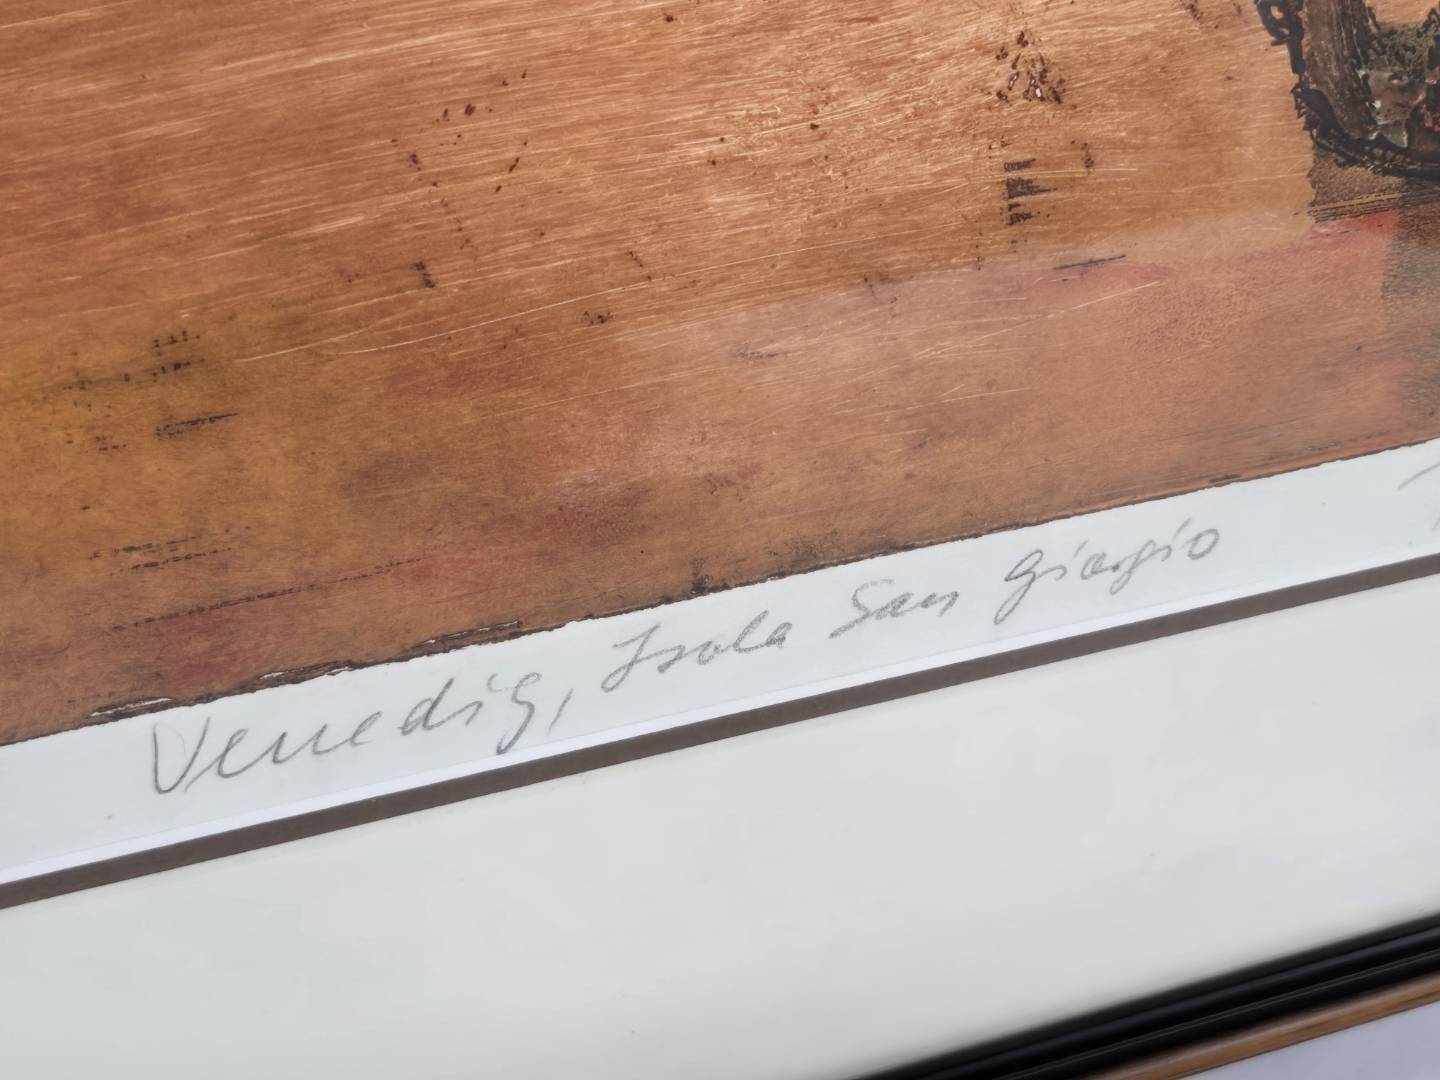 Venedig, Isola San Giorgio